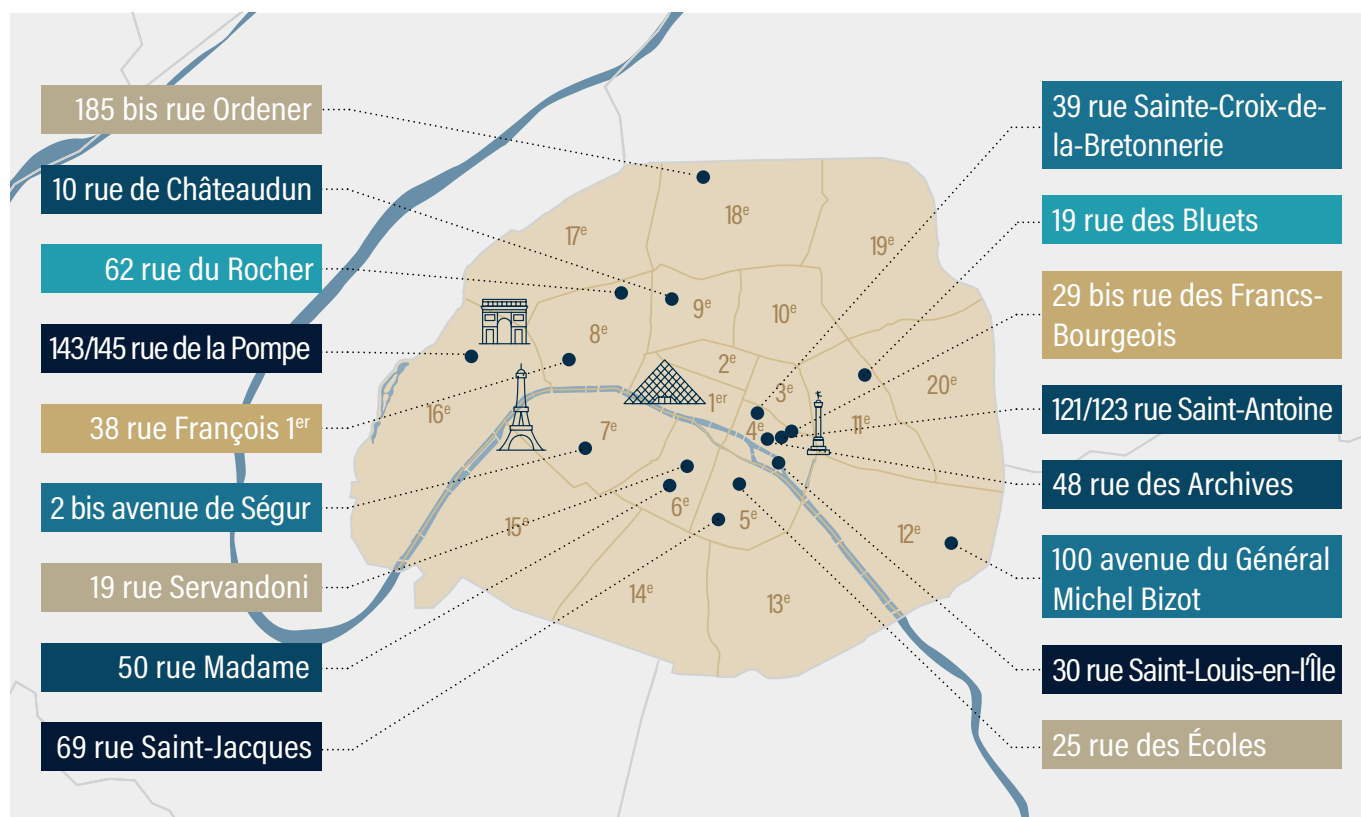 185 bis rue Ordener
10 rue de Châteaudun
62 rue du Rocher
143/145 rue de la Pompe
38 rue François 1er
2 bis avenue de Ségur
19 rue Servandoni
50 rue Madame
69 rue Saint-Jacques
18e
17e
19e
9e
10e
8e
2e
3e
20e
1er
16e
11e
4e
7e
6e
5e
15e
12e
14e
13e
39 rue Sainte-Croix-de-
la-Bretonnerie
19 rue des Bluets
29 bis rue des Francs-
Bourgeois
121/123 rue Saint-Antoine
48 rue des Archives
100 avenue du Général
Michel Bizot
30 rue Saint-Louis-en-l'Île
25 rue des Écoles